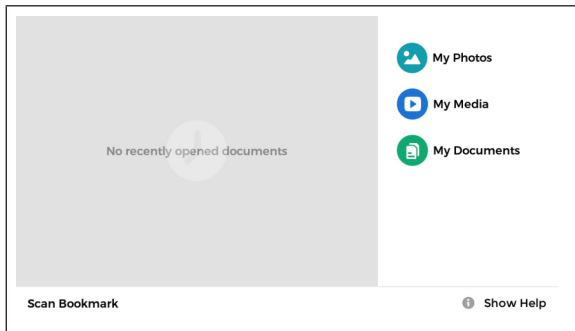 My Photos
My Media
No recently opened documents
My Documents
Scan Bookmark
Show Help